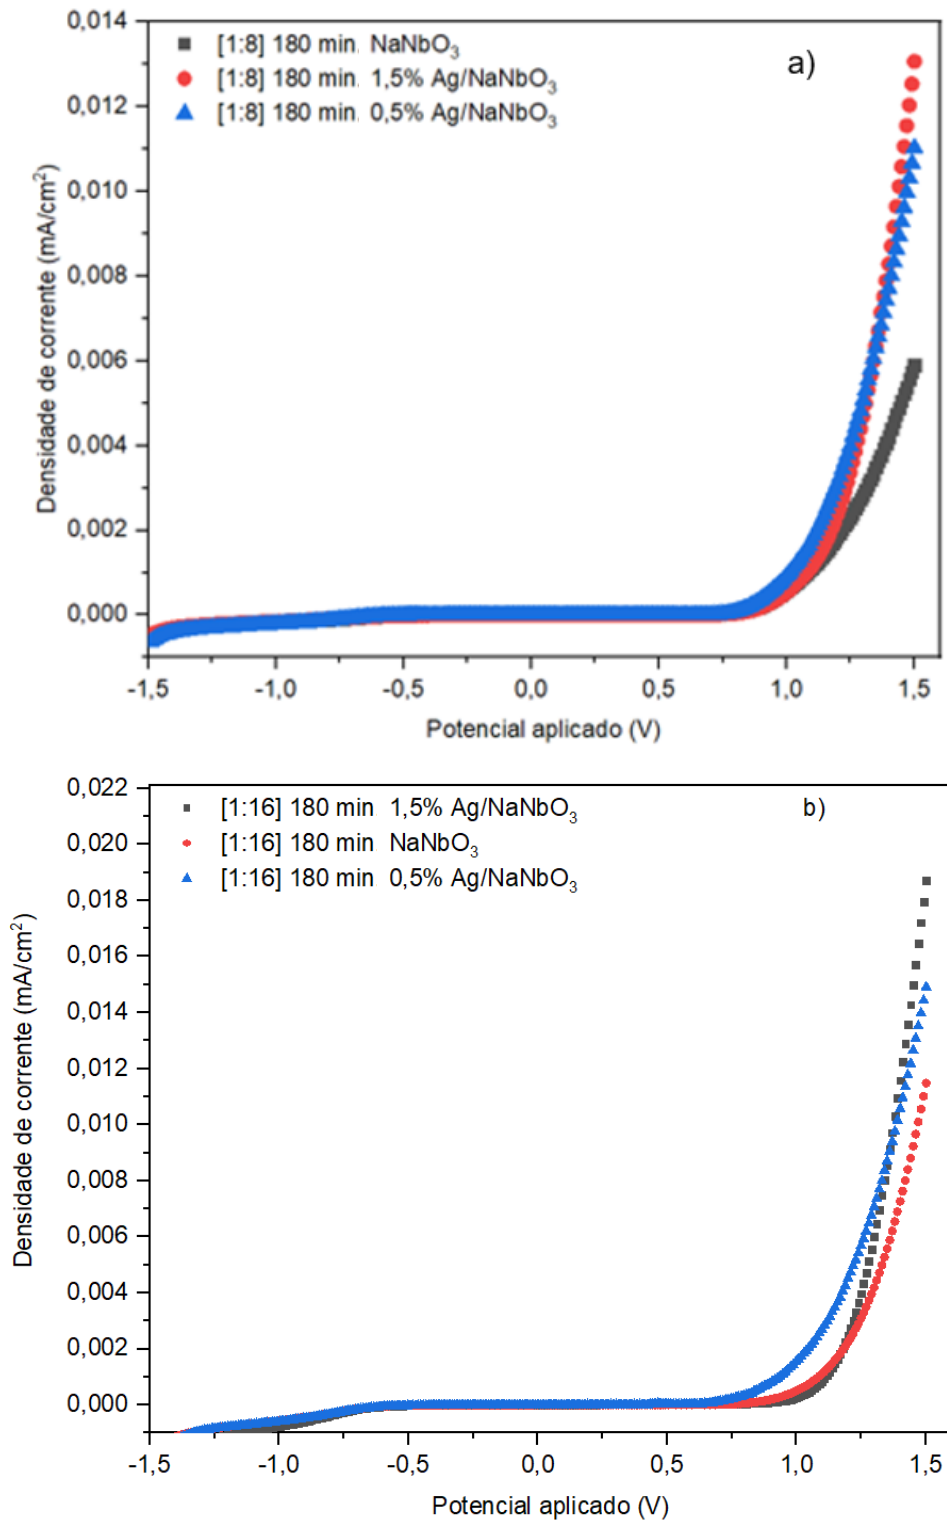 0,014
[1:8] 180 min. NaNbO₃
a)
[1:8] 180 min. 1,5% Ag/NaNbO₃
0,012
[1:8] 180 min. 0,5% Ag/NaNbO₃
0,010
0,008
0,006
0,004
0,002
0,000
Densidade de corrente (mA/cm²)
-1,5 -1,0 -0,5 0,0 0,5 1,0 1,5
Potencial aplicado (V)
0,022
[1:16] 180 min 1,5% Ag/NaNbO₃
b)
0,020
[1:16] 180 min NaNbO₃
[1:16] 180 min 0,5% Ag/NaNbO₃
0,018
0,016
0,014
0,012
0,010
0,008
0,006
0,004
0,002
0,000
Densidade de corrente (mA/cm²)
-1,5 -1,0 -0,5 0,0 0,5 1,0 1,5
Potencial aplicado (V)